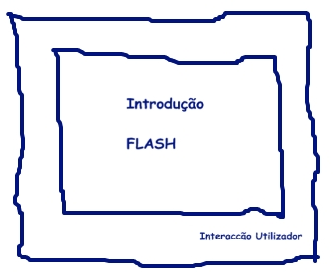 Introdução
FLASH
Interacção Utilizador